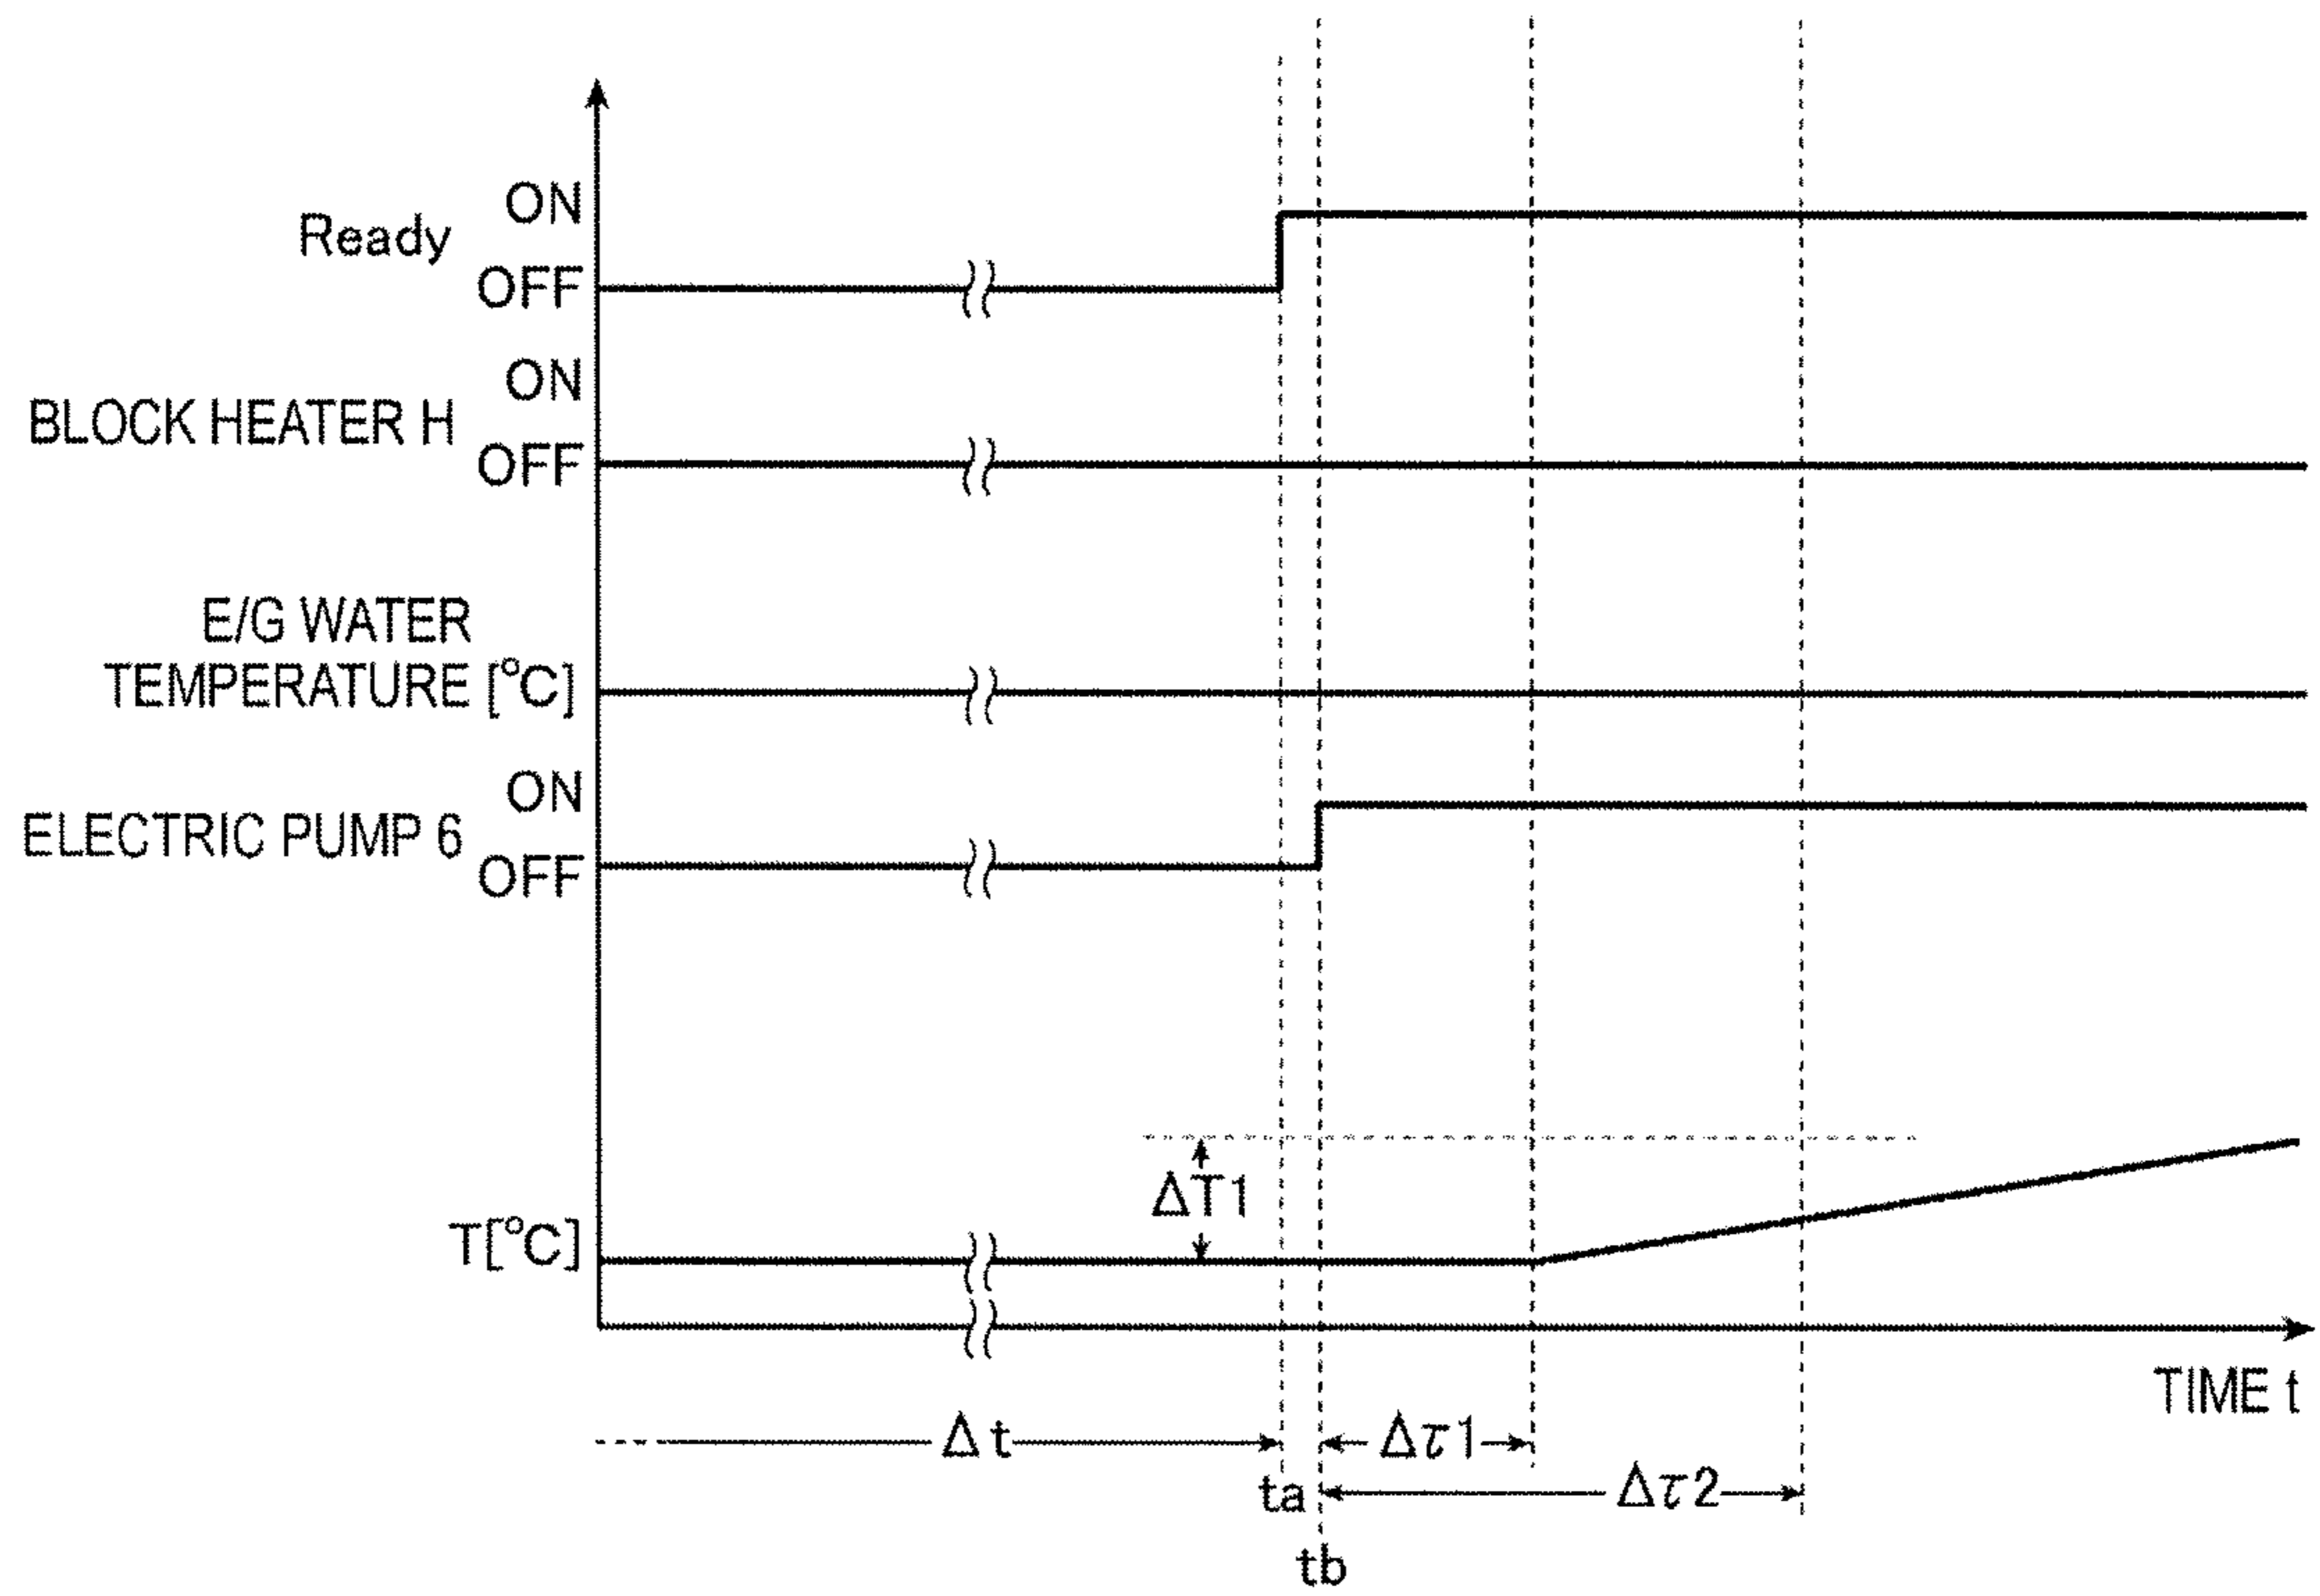 ON
Ready
OFF
ON
BLOCK HEATER H
OFF
E/G WATER
TEMPERATURE [°C]
ON
ELECTRIC PUMP 6
OFF
ΔT1
T[°C]
TIME t
Δt
Δτ1
ta
Δτ2
tb